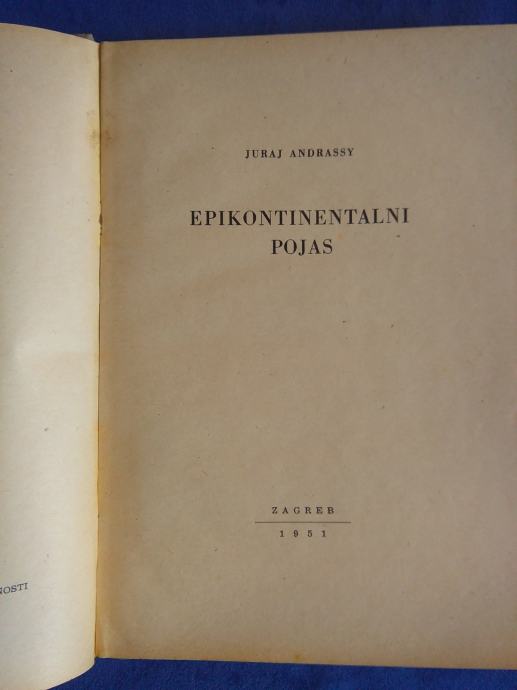 JURAJ ANDRASSY
EPIKONTINENTALNI
POJAS
ZAGREB
1951
NOSTI